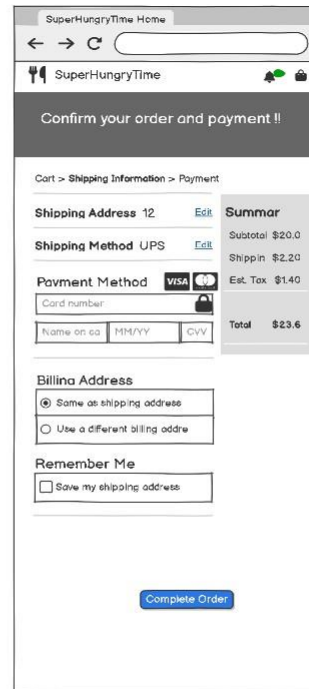 SuperHungryTime Home
SuperHungryTime
Confirm your order and payment !!
Cart > Shipping Information > Payment
Shipping Address 12 Edit
Shipping Method UPS Edit
Payment Method VISA
Card number
Name on ca MM/YY CVV
Billing Address
Same as shipping address
Use a different billing addre
Remember Me
Save my shipping address
Summar
Subtotal $20.0
Shippin $2.20
Est. Tax $1.40
Total $23.6
Complete Order